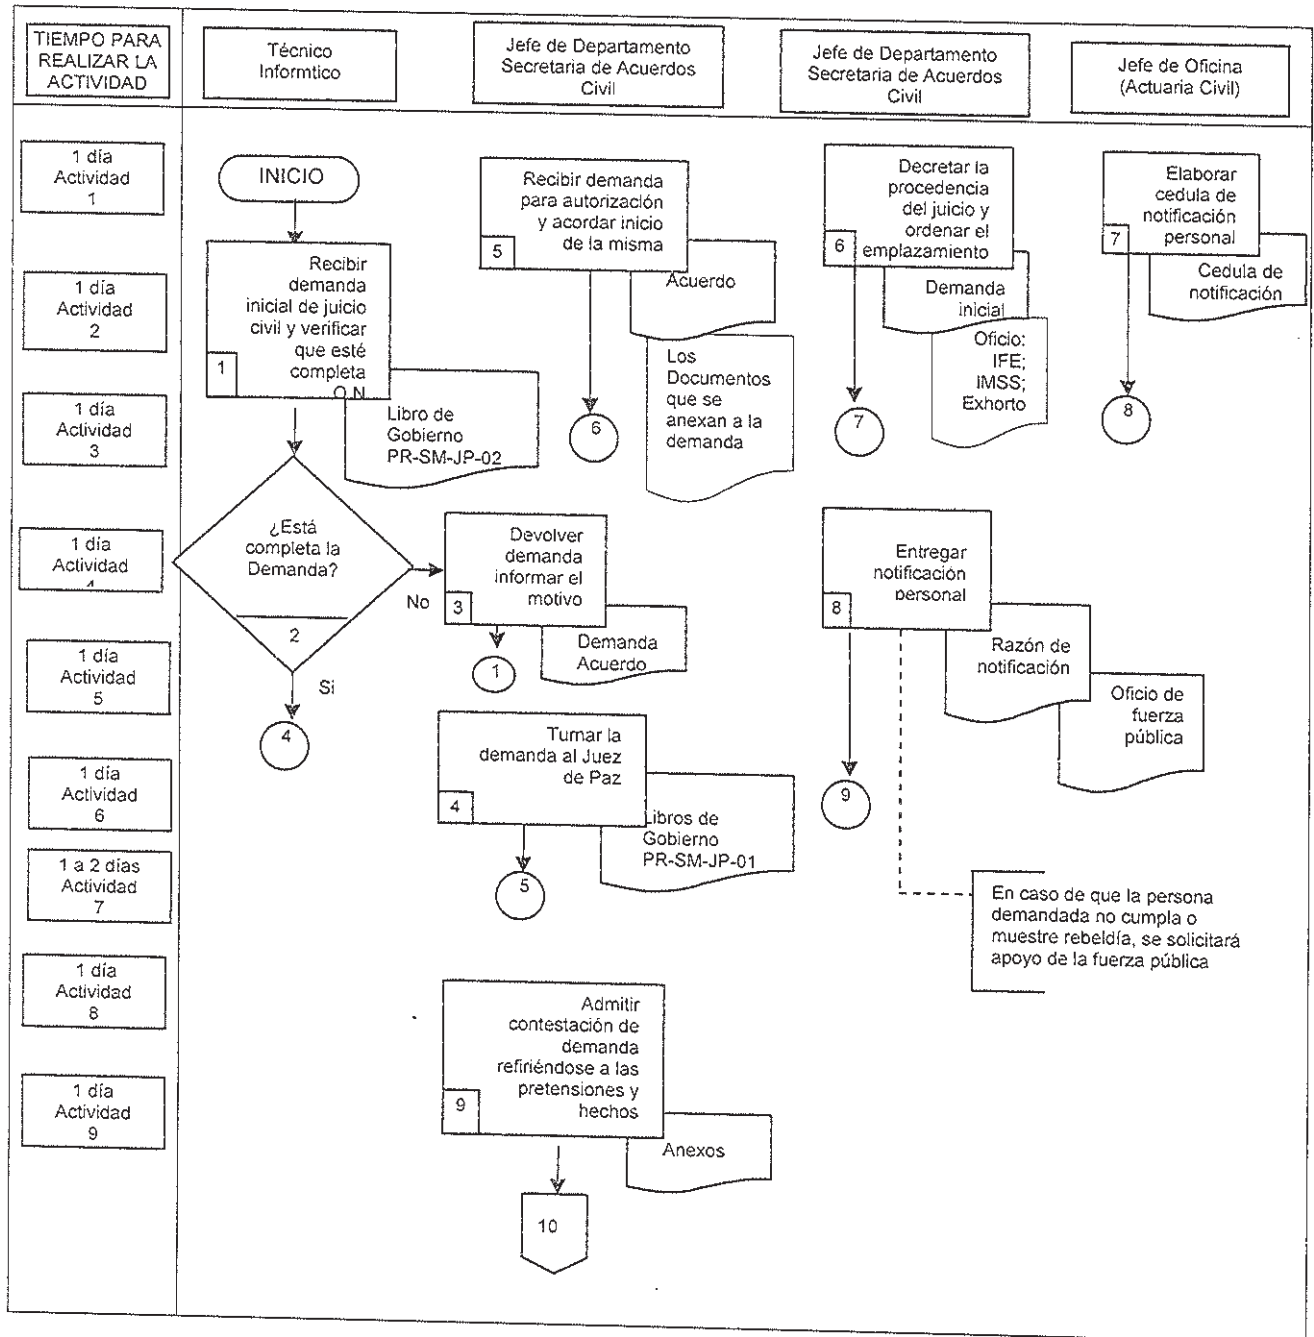 TIEMPO PARA
REALIZAR LA
ACTIVIDAD
Técnico
Informtico
Jefe de Departamento
Secretaria de Acuerdos
Civil
Jefe de Departamento
Secretaria de Acuerdos
Civil
Jefe de Oficina
(Actuaria Civil)
1 día
Actividad
1
1 día
Actividad
2
1 día
Actividad
3
1 día
Actividad
4
1 día
Actividad
5
1 día
Actividad
6
1 a 2 días
Actividad
7
1 día
Actividad
8
1 día
Actividad
9
INICIO
Recibir
demanda
inicial de juicio
civil y verificar
que esté
completa
O N
1
Libro de
Gobierno
PR-SM-JP-02
¿Está
completa la
Demanda?
2
No
Si
4
Recibir demanda
para autorización
y acordar inicio
de la misma
5
Acuerdo
Los
Documentos
que se
anexan a la
demanda
6
Devolver
demanda
informar el
motivo
3
Demanda
Acuerdo
1
Turnar la
demanda al Juez
de Paz
4
Libros de
Gobierno
PR-SM-JP-01
5
Admitir
contestación de
demanda
refiriéndose a las
pretensiones y
hechos
9
Anexos
10
Decretar la
procedencia
del juicio y
ordenar el
emplazamiento
6
Demanda
inicial
Oficio:
IFE;
IMSS;
Exhorto
7
Entregar
notificación
personal
8
Razón de
notificación
Oficio de
fuerza
pública
9
En caso de que la persona
demandada no cumpla o
muestre rebeldía, se solicitará
apoyo de la fuerza pública
Elaborar
cedula de
notificación
personal
7
Cedula de
notificación
8